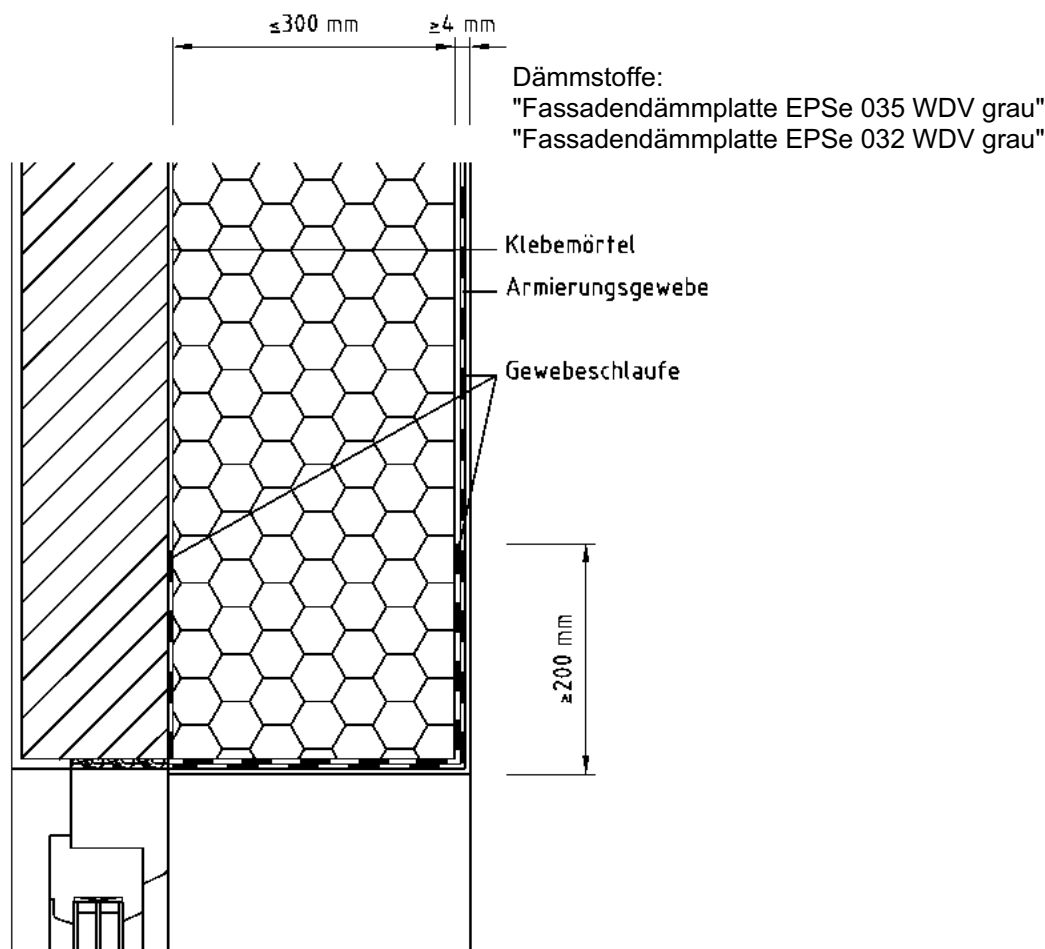 ≤300 mm
≥4 mm
Dämmstoffe:
"Fassadendämmplatte EPSe 035 WDV grau"
"Fassadendämmplatte EPSe 032 WDV grau"
Klebemörtel
Armierungsgewebe
Gewebeschlaufe
≥200 mm